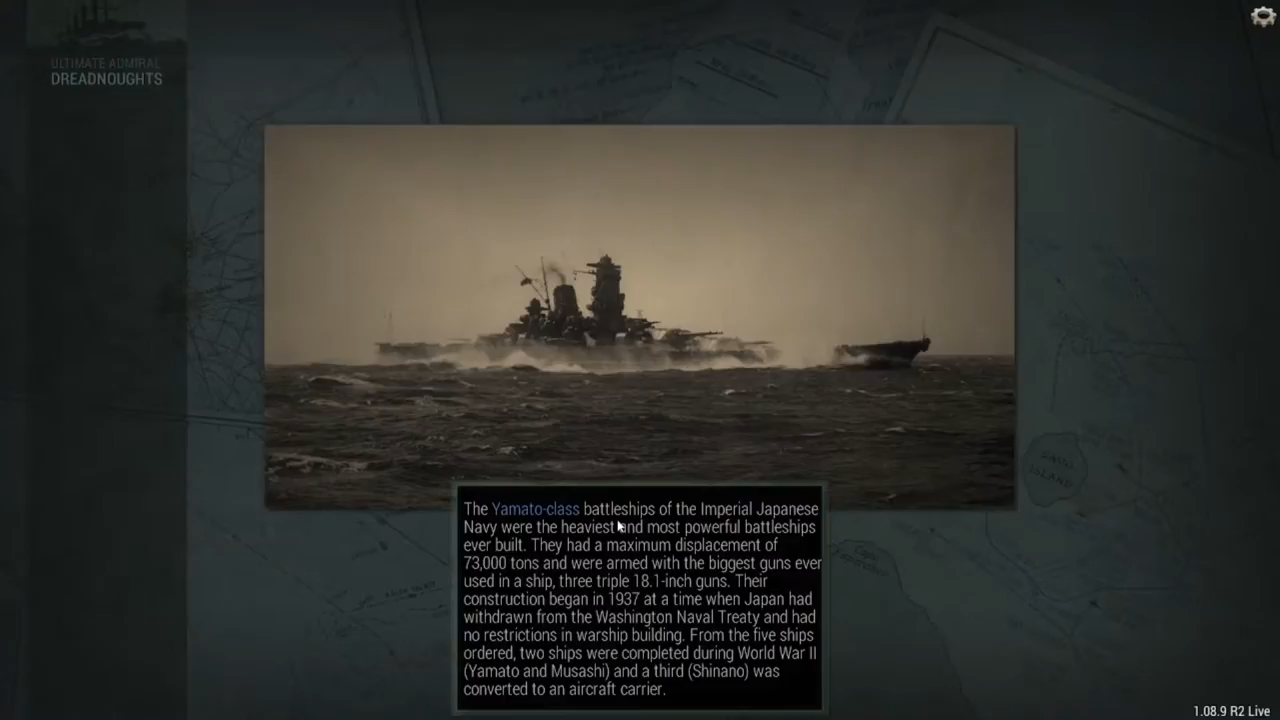 ULTIMATE ADMIRAL
DREADNOUGHTS
The Yamato-class battleships of the Imperial Japanese
Navy were the heaviest and most powerful battleships
ever built. They had a maximum displacement of
73,000 tons and were armed with the biggest guns ever
used in a ship, three triple 18.1-inch guns. Their
construction began in 1937 at a time when Japan had
withdrawn from the Washington Naval Treaty and had
no restrictions in warship building. From the five ships
ordered, two ships were completed during World War II
(Yamato and Musashi) and a third (Shinano) was
converted to an aircraft carrier.
ISLAND
1.08.9 R2 Live